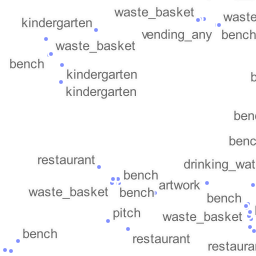 waste_basket
kindergarten
waste
vending_any
bench
waste_basket
bench
kindergarten
kindergarten
ben
benc
restaurant
drinking_wat
bench
artwork
waste_basket
bench
bench
pitch
waste_basket
bench
restaurant
restaura